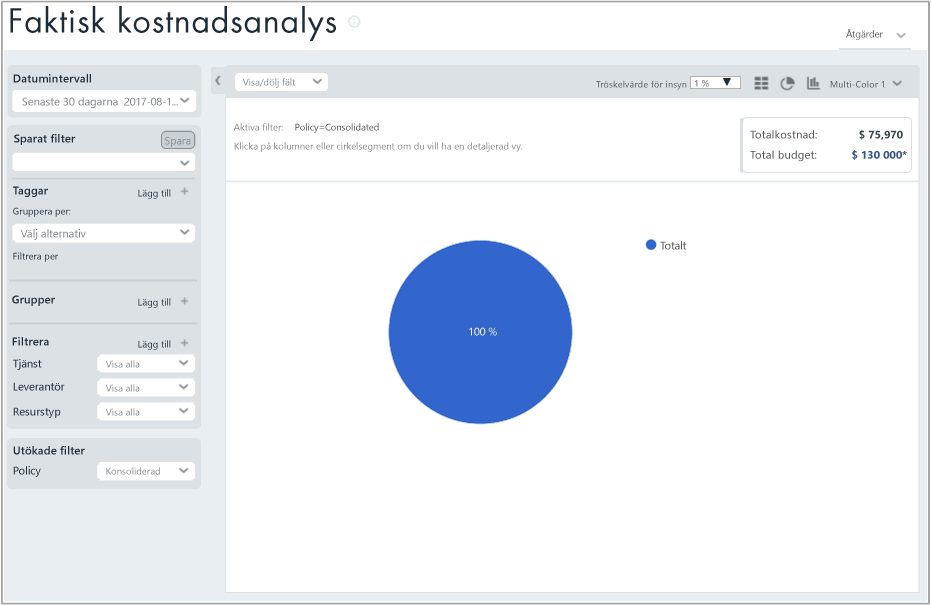 Faktisk kostnadsanalys
Åtgärder
Datumintervall
Senaste 30 dagarna 2017-08-1...
Sparat filter
Spara
Taggar
Lägg till +
Gruppera per:
Välj alternativ
Filtrera per
Grupper
Lägg till +
Filtrera
Lägg till +
Tjänst
Visa alla
Leverantör
Visa alla
Resurstyp
Visa alla
Utökade filter
Policy
Konsoliderad
Visa/dölj fält
Tröskelvärde för insyn
1 %
Multi-Color 1
Aktiva filter: Policy=Consolidated
Klicka på kolumner eller cirkelsegment om du vill ha en detaljerad vy.
Totalkostnad: $ 75,970
Total budget: $ 130 000*
Totalt
100 %